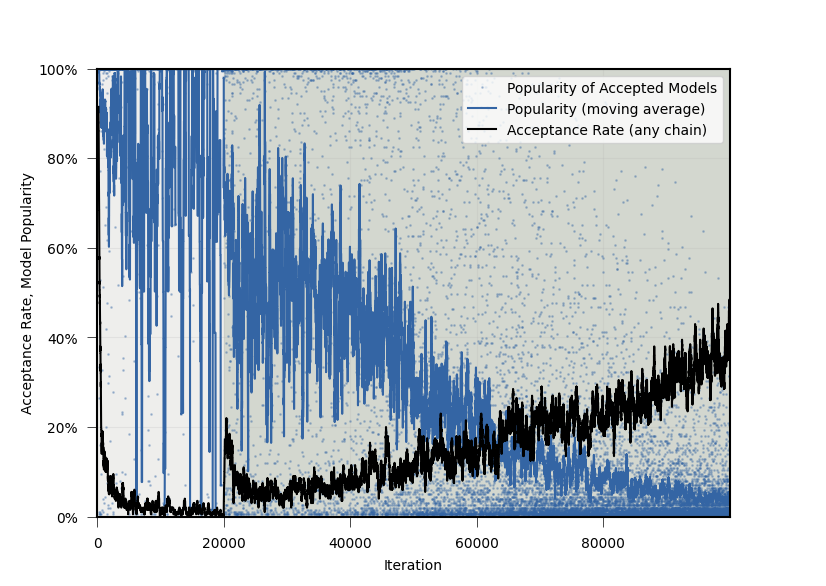 100%
80%
60%
40%
20%
0%
Acceptance Rate, Model Popularity
Popularity of Accepted Models
Popularity (moving average)
Acceptance Rate (any chain)
0
20000
40000
60000
80000
Iteration